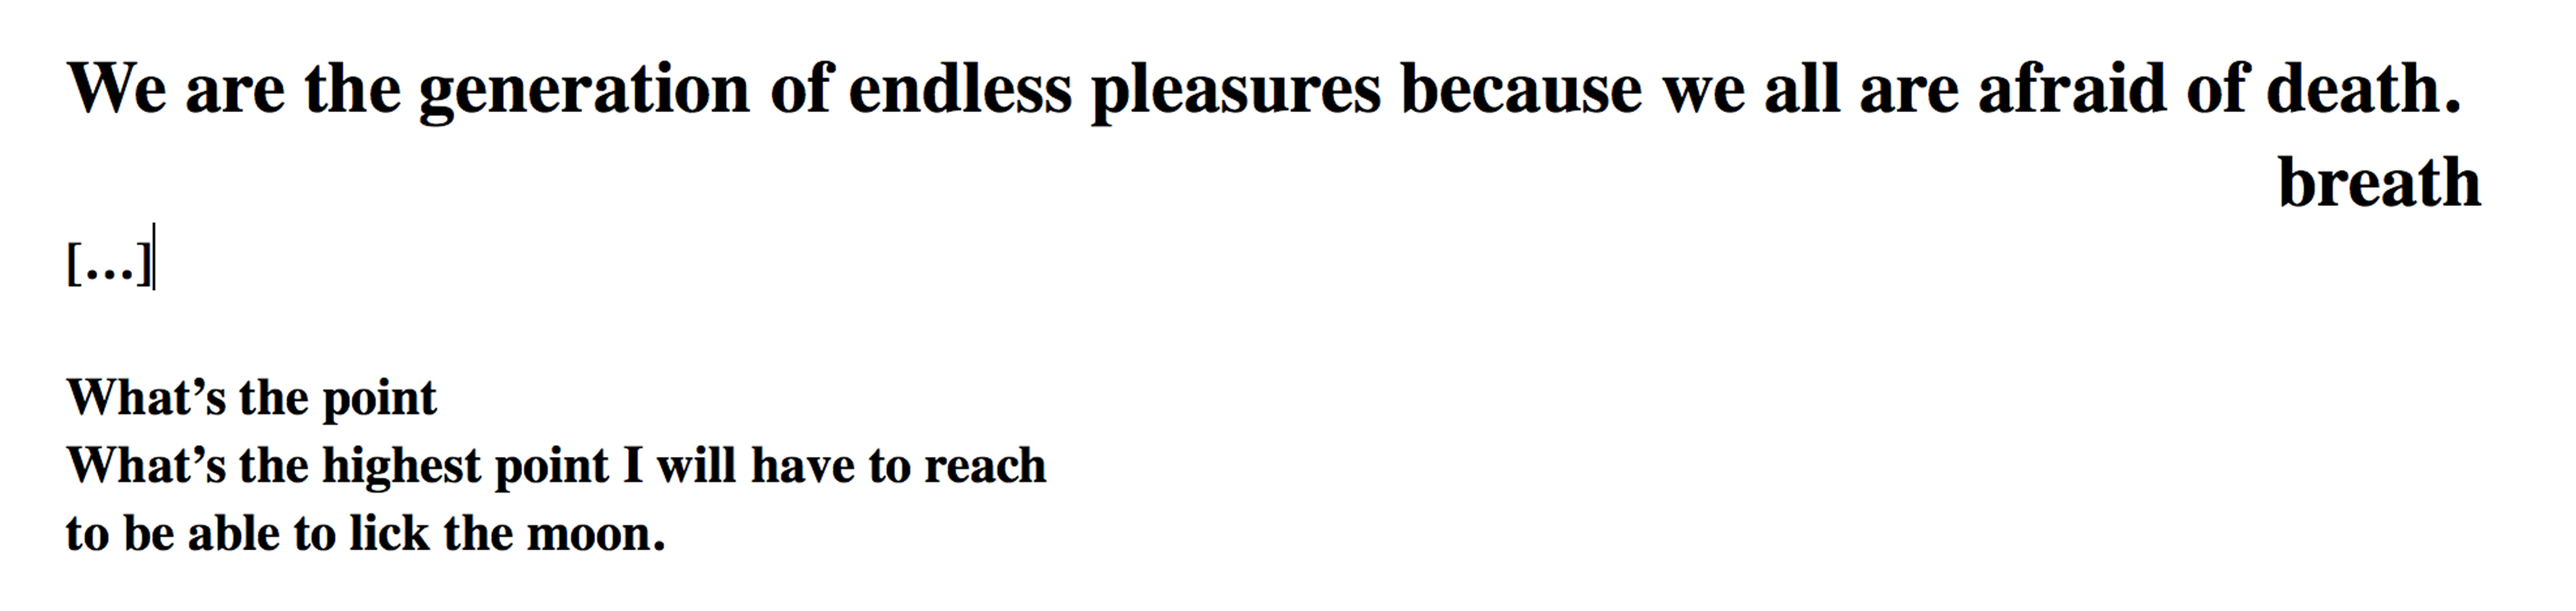 We are the generation of endless pleasures because we all are afraid of death.
breath
[…]
What’s the point
What’s the highest point I will have to reach
to be able to lick the moon.